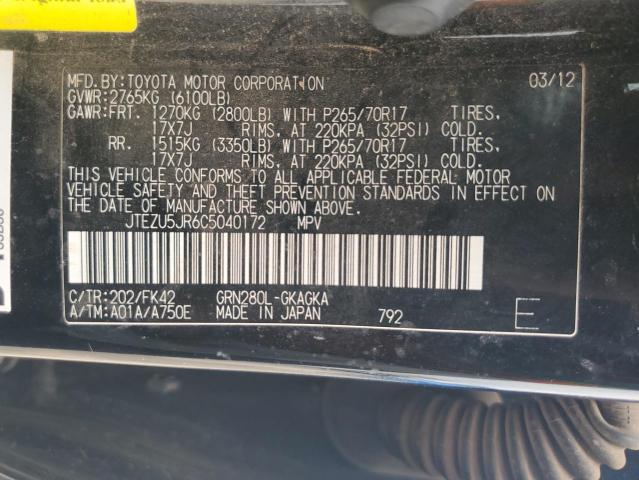 MFD.BY:TOYOTA MOTOR CORPORATION 03/12
GVWR:2765KG (6100LB)
GAWR:FRT. 1270KG (2800LB) WITH P265/70R17 TIRES,
17X7J RIMS, AT 220KPA (32PSI) COLD.
RR. 1515KG (3350LB) WITH P265/70R17 TIRES,
17X7J RIMS, AT 220KPA (32PSI) COLD.
THIS VEHICLE CONFORMS TO ALL APPLICABLE FEDERAL MOTOR
VEHICLE SAFETY AND THEFT PREVENTION STANDARDS IN EFFECT ON
THE DATE OF MANUFACTURE SHOWN ABOVE.
JTEZU5JR6C5040172 MPV
C/TR:202/FK42 GRN280L-GKAGKA
A/TM:A01A/A750E MADE IN JAPAN 792 E